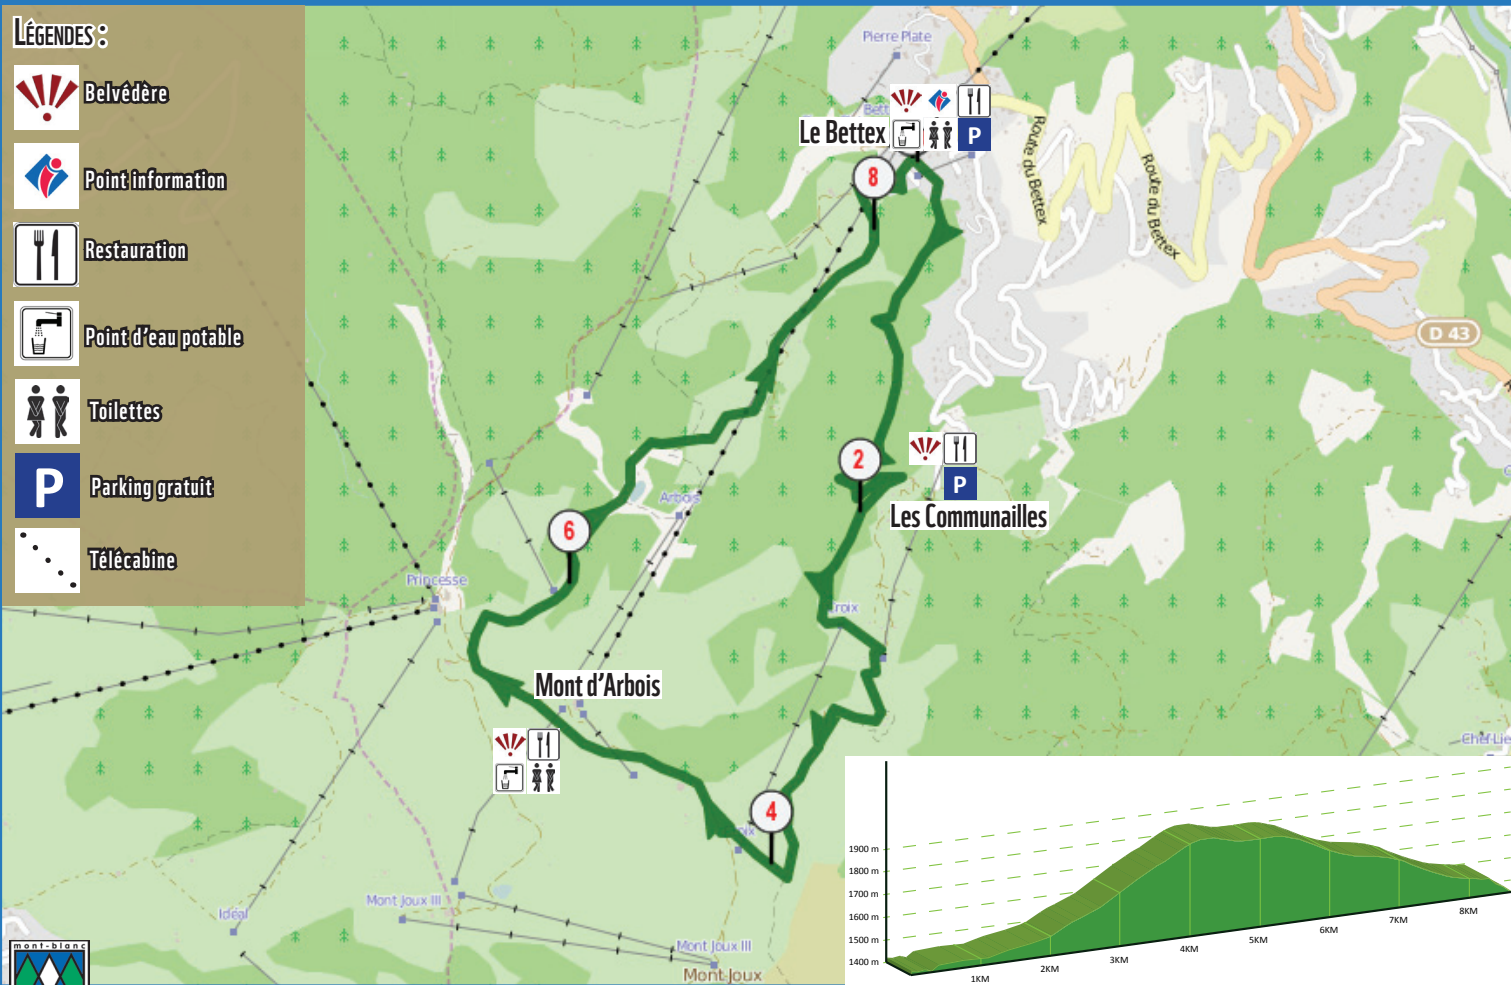 LÉGENDES :
Belvédère
Point information
Restauration
Point d'eau potable
Toilettes
P
Parking gratuit
Télécabine
Pierre Plate
Le Bettex
P
8
Route du Bettex
Route du Bettex
D 43
2
P
Les Communailles
Arbois
6
Princesse
Croix
Mont d'Arbois
4
Mont Joux III
Idéal
Mont Joux III
Mont Joux
mont-blanc
1900 m
1800 m
1700 m
1600 m
1500 m
1400 m
1KM
2KM
3KM
4KM
5KM
6KM
7KM
8KM